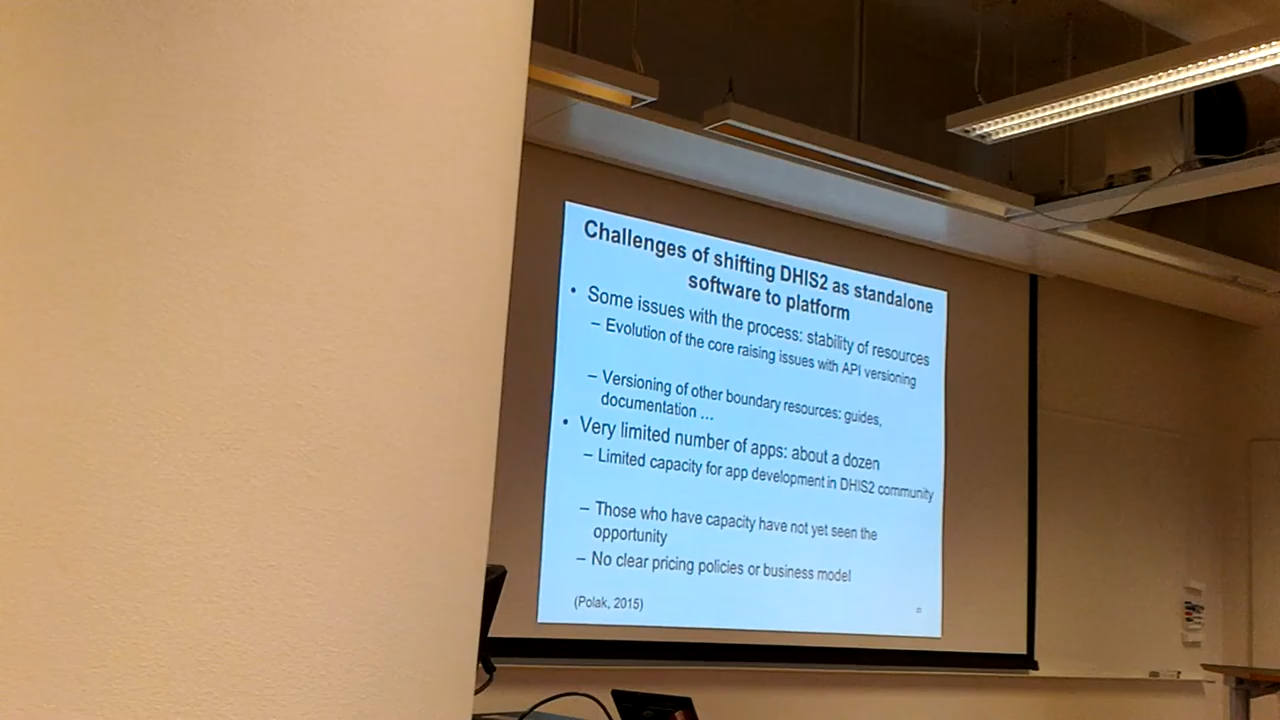 Challenges of shifting DHIS2 as standalone
software to platform
• Some issues with the process: stability of resources
– Evolution of the core raising issues with API versioning
– Versioning of other boundary resources: guides,
documentation ...
• Very limited number of apps: about a dozen
– Limited capacity for app development in DHIS2 community
– Those who have capacity have not yet seen the
opportunity
– No clear pricing policies or business model
(Polak, 2015)